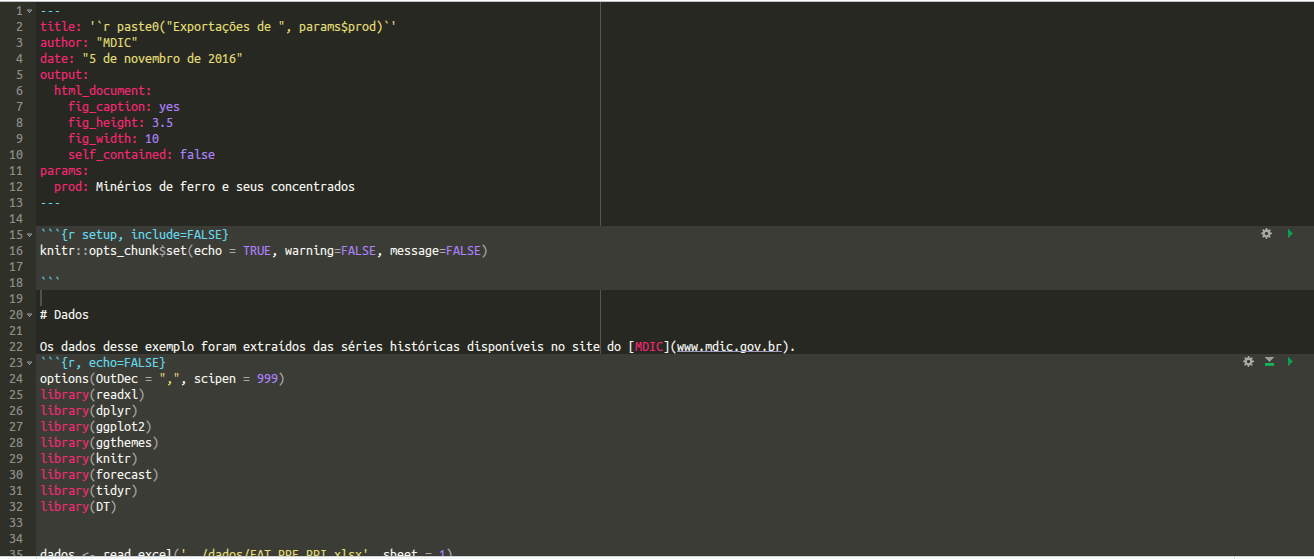 1 ---
2 title: '`r paste0("Exportações de ", params$prod)`'
3 author: "MDIC"
4 date: "5 de novembro de 2016"
5 output:
6   html_document:
7     fig_caption: yes
8     fig_height: 3.5
9     fig_width: 10
10     self_contained: false
11 params:
12   prod: Minérios de ferro e seus concentrados
13 ---
14
15 ```{r setup, include=FALSE}
16 knitr::opts_chunk$set(echo = TRUE, warning=FALSE, message=FALSE)
17
18 ```
19
20 # Dados
21
22 Os dados desse exemplo foram extraídos das séries históricas disponíveis no site do [MDIC](www.mdic.gov.br).
23 ```{r, echo=FALSE}
24 options(OutDec = ",", scipen = 999)
25 library(readxl)
26 library(dplyr)
27 library(ggplot2)
28 library(ggthemes)
29 library(knitr)
30 library(forecast)
31 library(tidyr)
32 library(DT)
33
34
35 dados <- read_excel('../dados/FAT_PPE_PPI.xlsx', sheet = 1)